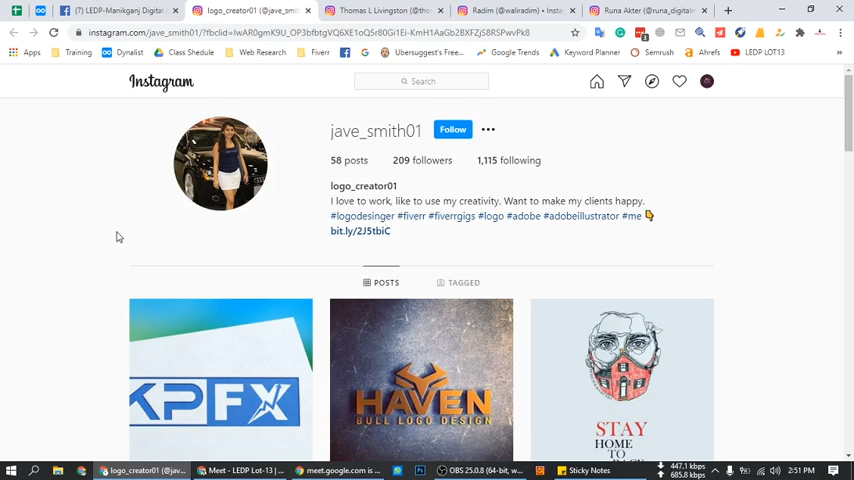 (7) LEDP-Manikganj Digital
logo_creator01 (@jave_smi
Thomas L Livingston (@tho
Radim (@waliradim) • Insta
Runa Akter (@runa_digitalm
instagram.com/jave_smith01/?fbclid=
Apps
Training
Dynalist
Class Shedule
Web Research
Fiverr
Ubersuggest's Free...
Google Trends
Keyword Planner
Semrush
Ahrefs
LEDP LOT13
Instagram
Search
jave_smith01 Follow
58 posts 209 followers 1,115 following
logo_creator01
I love to work, like to use my creativity. Want to make my clients happy.
#logodesinger #fiverr #fiverrgigs #logo #adobe #adobeillustrator #me
bit.ly/2J5tbiC
POSTS TAGGED
KPFX
HAVEN
BULL LOGO DESIGN
STAY
HOME
TO
logo_creator01 (@jav...
Meet - LEDP Lot-13 | ...
meet.google.com is ...
OBS 25.0.8 (64-bit, w...
Sticky Notes
447.1 kbps
685.8 kbps
2:51 PM